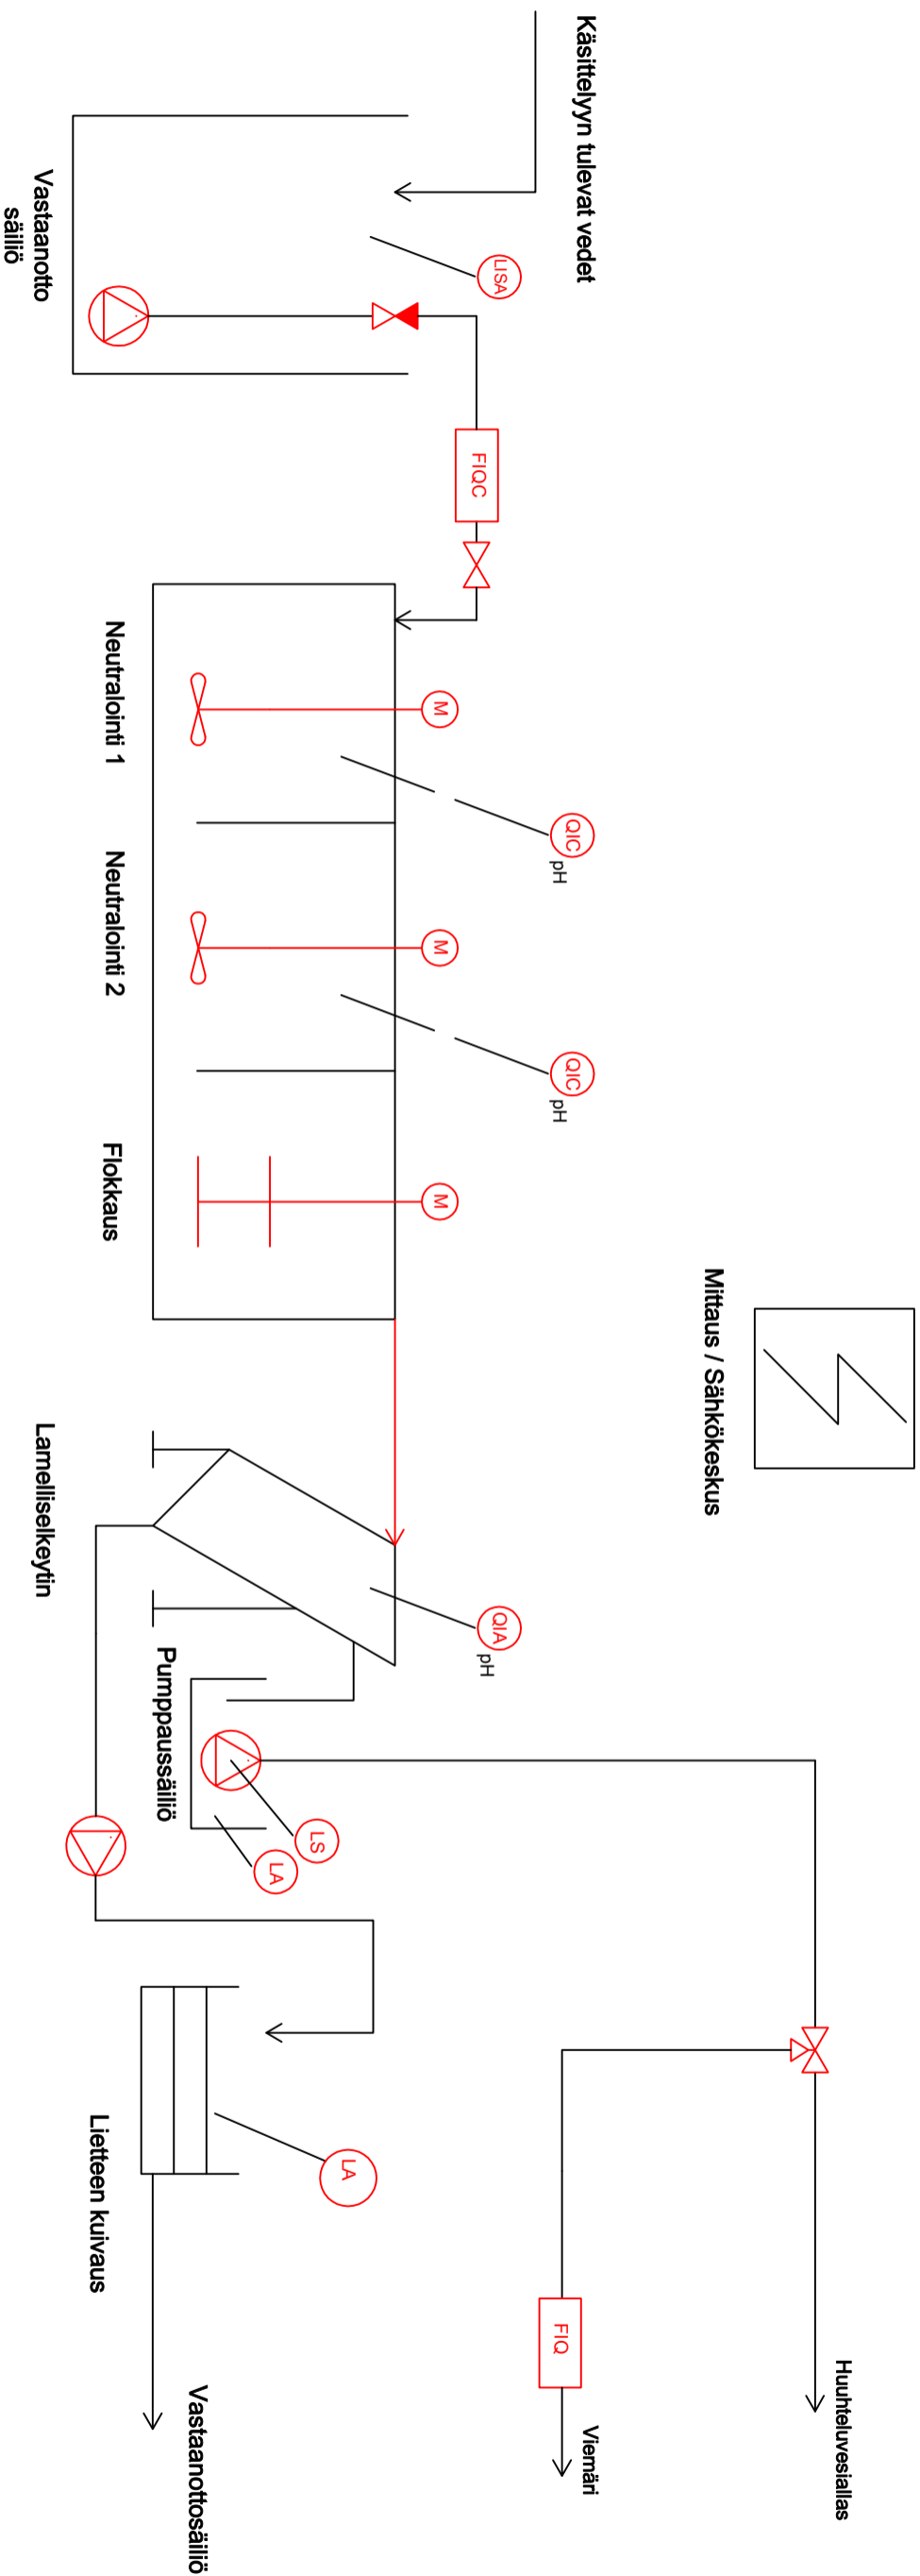 Käsittelyyn tulevat vedet
LISA
Vastaanotto
säiliö
FIQC
M
QIC
pH
Neutralointi 1
M
QIC
pH
Neutralointi 2
M
Flokkaus
Mittaus / Sähkökeskus
QIA
pH
Lamelliselkeytin
Pumppaussäiliö
LS
LA
LA
Lietteen kuivaus
Vastaanottosäiliö
FIQ
Viemäri
Huuhteluvesiallas